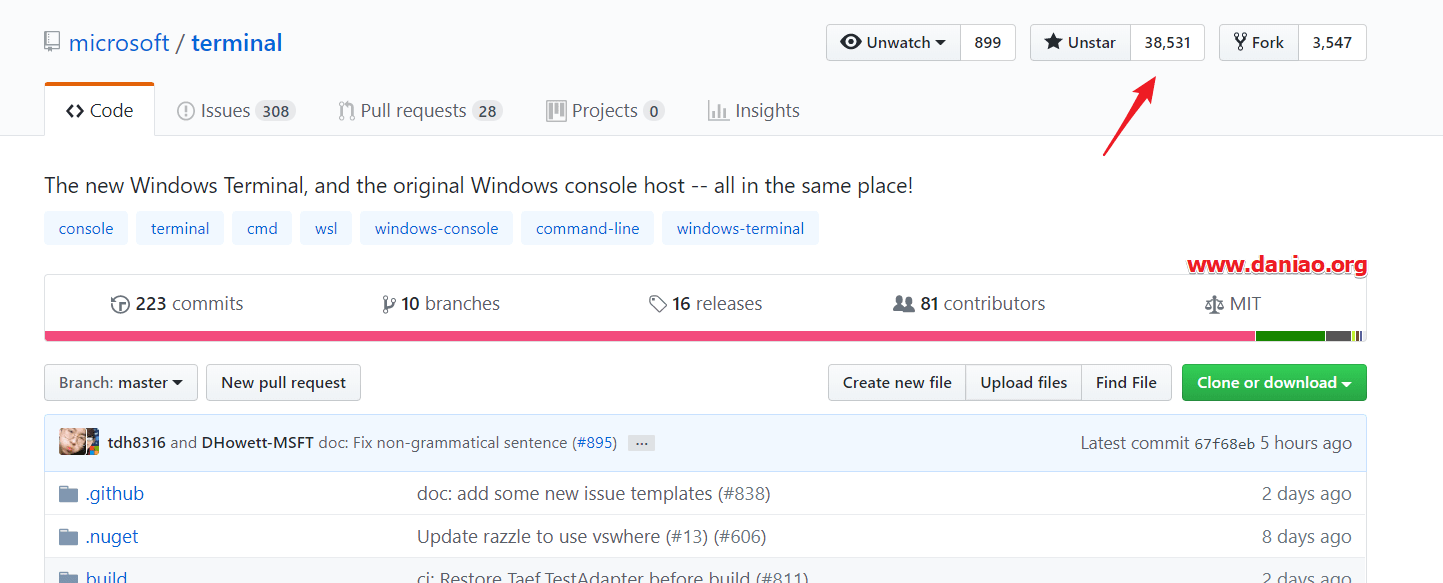 microsoft / terminal
Unwatch 899 Unstar 38,531 Fork 3,547
Code Issues 308 Pull requests 28 Projects 0 Insights
The new Windows Terminal, and the original Windows console host -- all in the same place!
console terminal cmd wsl windows-console command-line windows-terminal
www.daniao.org
223 commits 10 branches 16 releases 81 contributors MIT
Branch: master New pull request Create new file Upload files Find File Clone or download
tdh8316 and DHowett-MSFT doc: Fix non-grammatical sentence (#895) ... Latest commit 67f68eb 5 hours ago
.github doc: add some new issue templates (#838) 2 days ago
.nuget Update razzle to use vswhere (#13) (#606) 8 days ago
build ci: Restore Taef TestAdapter before build (#811) 2 days ago